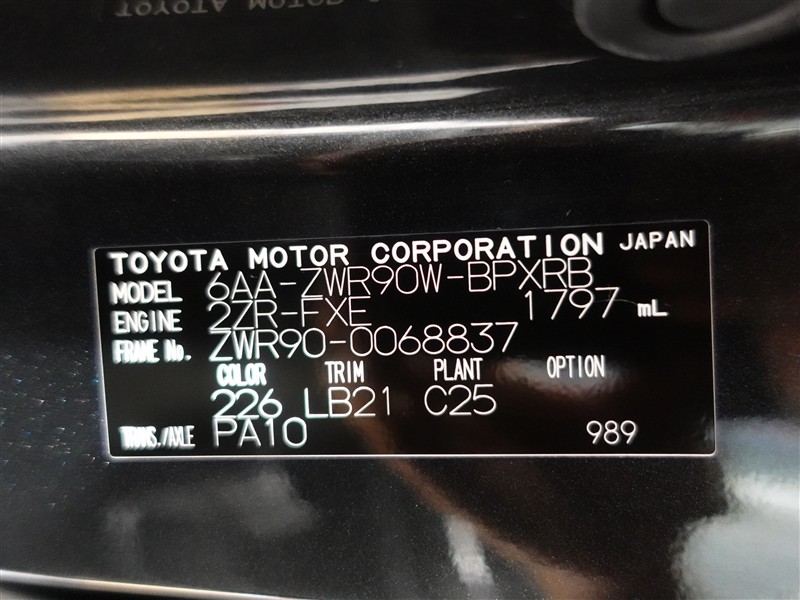 TOYOTA MOTOR CORPORATION JAPAN
MODEL 6AA-ZWR90W-BPXRB
ENGINE 2ZR-FXE 1797 mL
FRAME No. ZWR90-0068837
COLOR TRIM PLANT OPTION
226 LB21 C25
TRANS./AXLE PA10 989